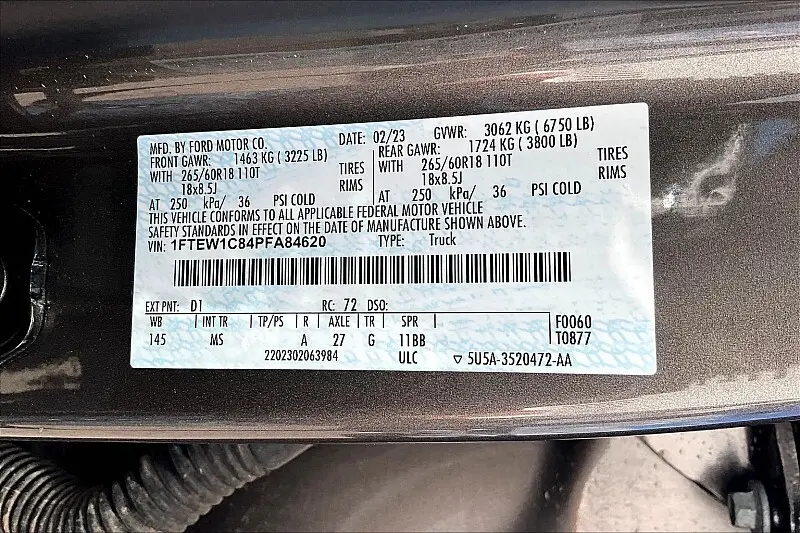 MFD. BY FORD MOTOR CO. DATE: 02/23 GVWR: 3062 KG ( 6750 LB)
FRONT GAWR: 1463 KG ( 3225 LB) REAR GAWR: 1724 KG ( 3800 LB)
WITH 265/60R18 110T TIRES WITH 265/60R18 110T TIRES
18x8.5J RIMS 18x8.5J RIMS
AT 250 kPa/ 36 PSI COLD AT 250 kPa/ 36 PSI COLD
THIS VEHICLE CONFORMS TO ALL APPLICABLE FEDERAL MOTOR VEHICLE
SAFETY STANDARDS IN EFFECT ON THE DATE OF MANUFACTURE SHOWN ABOVE.
VIN: 1FTEW1C84PFA84620 TYPE: Truck
EXT PNT: D1 RC: 72 DSO:
WB INT TR TP/PS R AXLE TR SPR F0060
145 MS A 27 G 11BB T0877
2202302063984 ULC ▽ 5U5A-3520472-AA